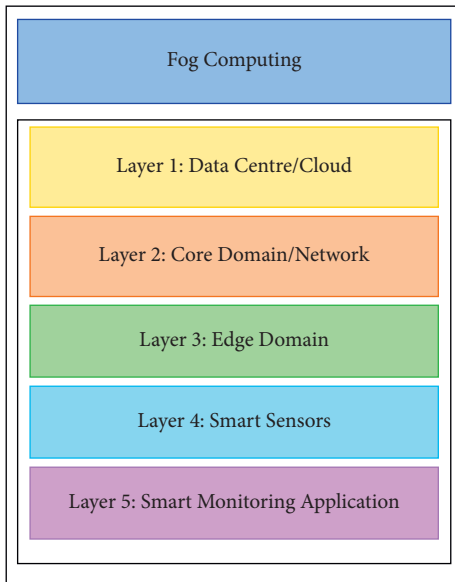 Fog Computing
Layer 1: Data Centre/Cloud
Layer 2: Core Domain/Network
Layer 3: Edge Domain
Layer 4: Smart Sensors
Layer 5: Smart Monitoring Application